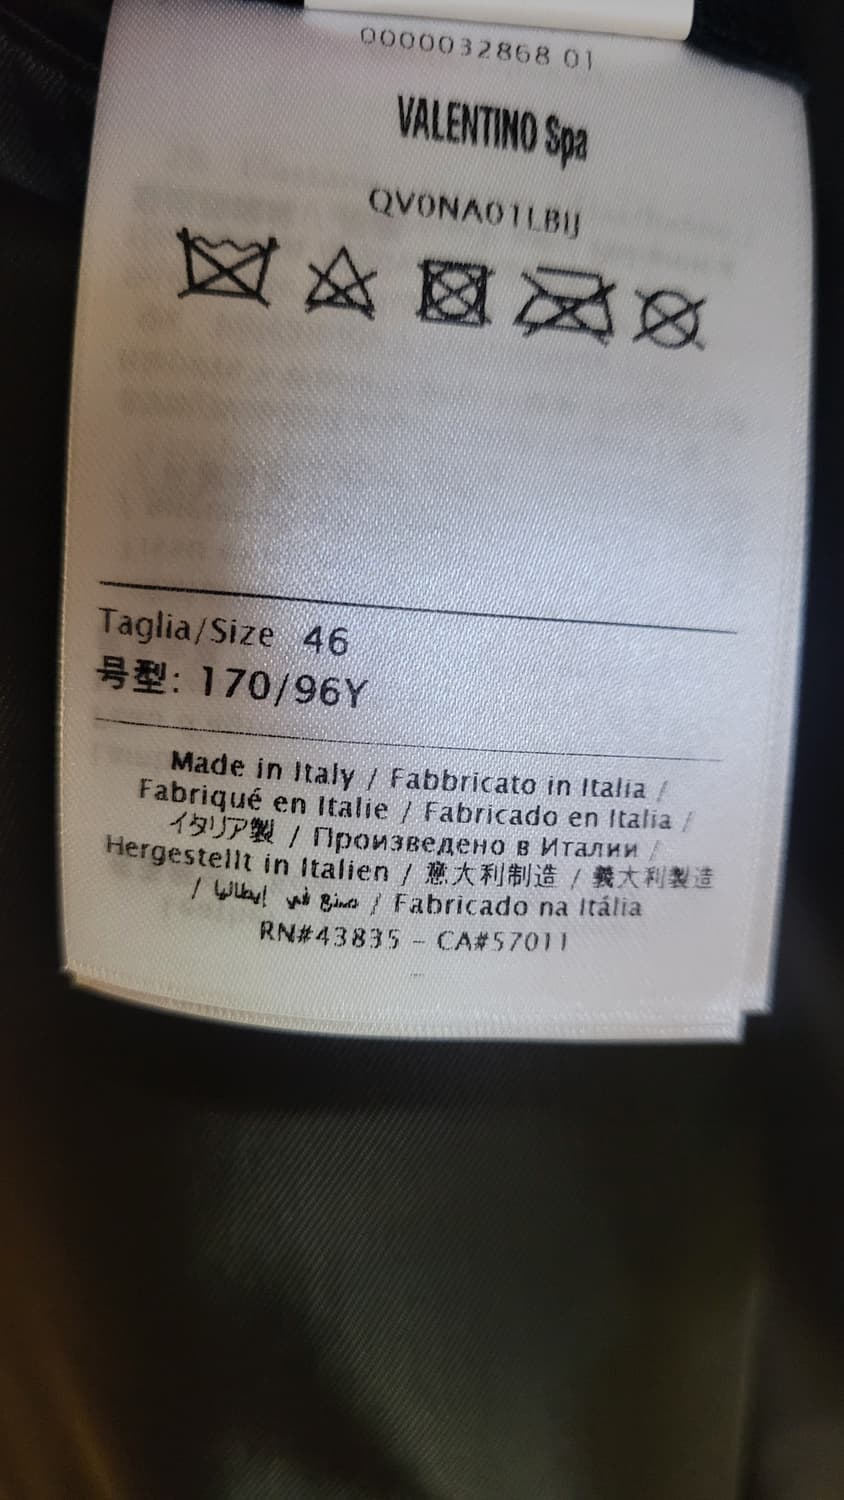 0000032868 01
VALENTINO Spa
QV0NA01LBIJ
Taglia/Size 46
号型: 170/96Y
Made in Italy / Fabbricato in Italia /
Fabriqué en Italie / Fabricado en Italia /
イタリア製 / Произведено в Италии /
Hergestellt in Italien / 意大利制造 / 義大利製造
/ صنع في إيطاليا / Fabricado na Itália
RN#43835 - CA#57011